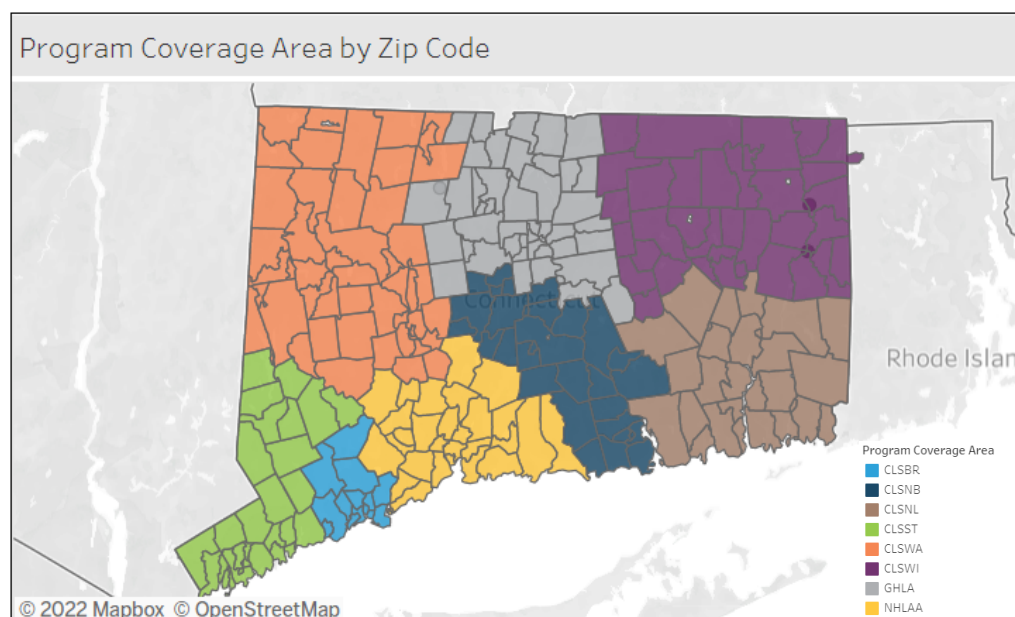 Program Coverage Area by Zip Code
Connecticut
Rhode Islan
Program Coverage Area
CLSBR
CLSNB
CLSNL
CLSST
CLSWA
CLSWI
GHLA
NHLAA
© 2022 Mapbox © OpenStreetMap